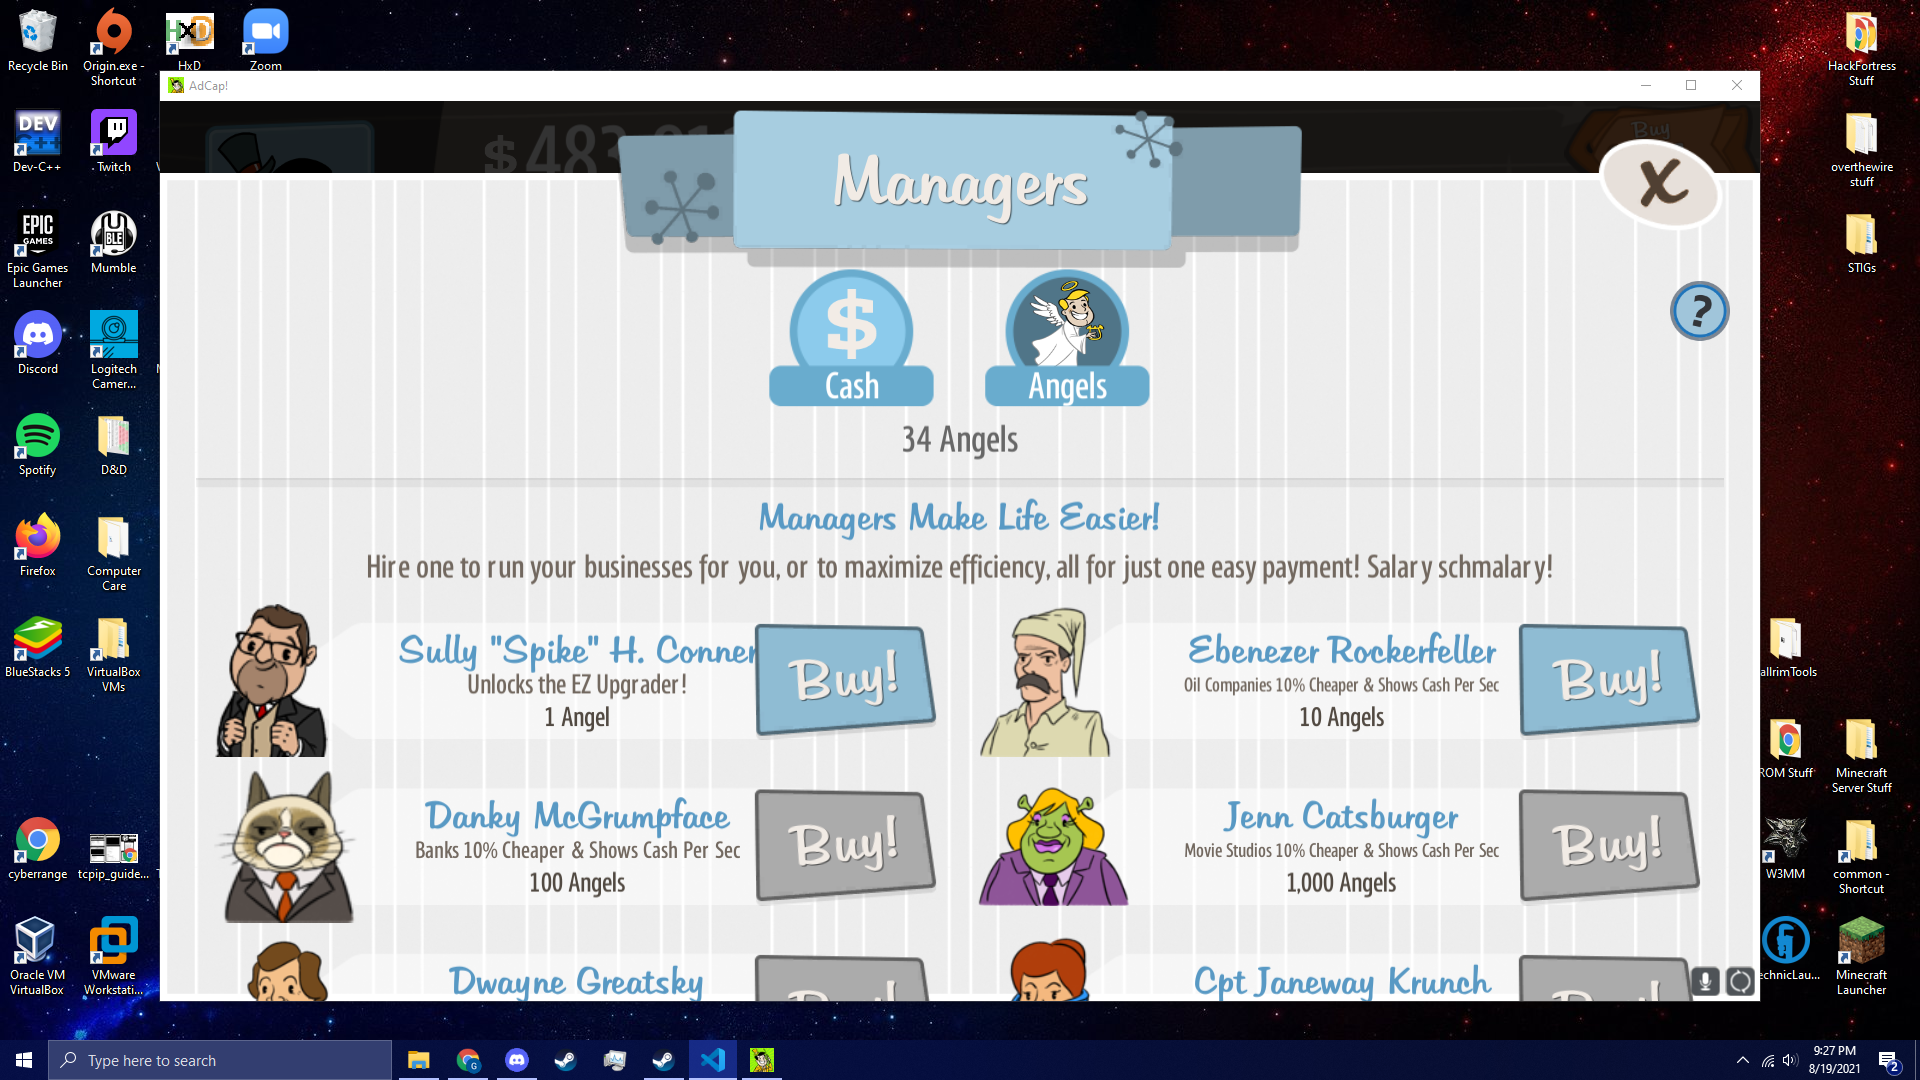 Recycle Bin
Origin.exe - Shortcut
HxD
Zoom
HackFortress Stuff
AdCap!
DEV C++
Dev-C++
Twitch
$483,
Buy
Managers
X
overthewire stuff
EPIC GAMES
Epic Games Launcher
UBLE
Mumble
STIGs
$
Cash
Angels
?
Discord
Logitech Camer...
34 Angels
Spotify
D&D
Managers Make Life Easier!
Hire one to run your businesses for you, or to maximize efficiency, all for just one easy payment! Salary schmalary!
Firefox
Computer Care
Sully "Spike" H. Conner
Unlocks the EZ Upgrader!
1 Angel
Buy!
Ebenezer Rockerfeller
Oil Companies 10% Cheaper & Shows Cash Per Sec
10 Angels
Buy!
BlueStacks 5
VirtualBox VMs
allrimTools
Danky McGrumpface
Banks 10% Cheaper & Shows Cash Per Sec
100 Angels
Buy!
Jenn Catsburger
Movie Studios 10% Cheaper & Shows Cash Per Sec
1,000 Angels
Buy!
ROM Stuff
Minecraft Server Stuff
cyberrange
tcpip_guide...
W3MM
common - Shortcut
Dwayne Greatsky
Cpt Janeway Krunch
Oracle VM VirtualBox
VMware Workstati...
echnicLau...
Minecraft Launcher
Type here to search
9:27 PM
8/19/2021
2